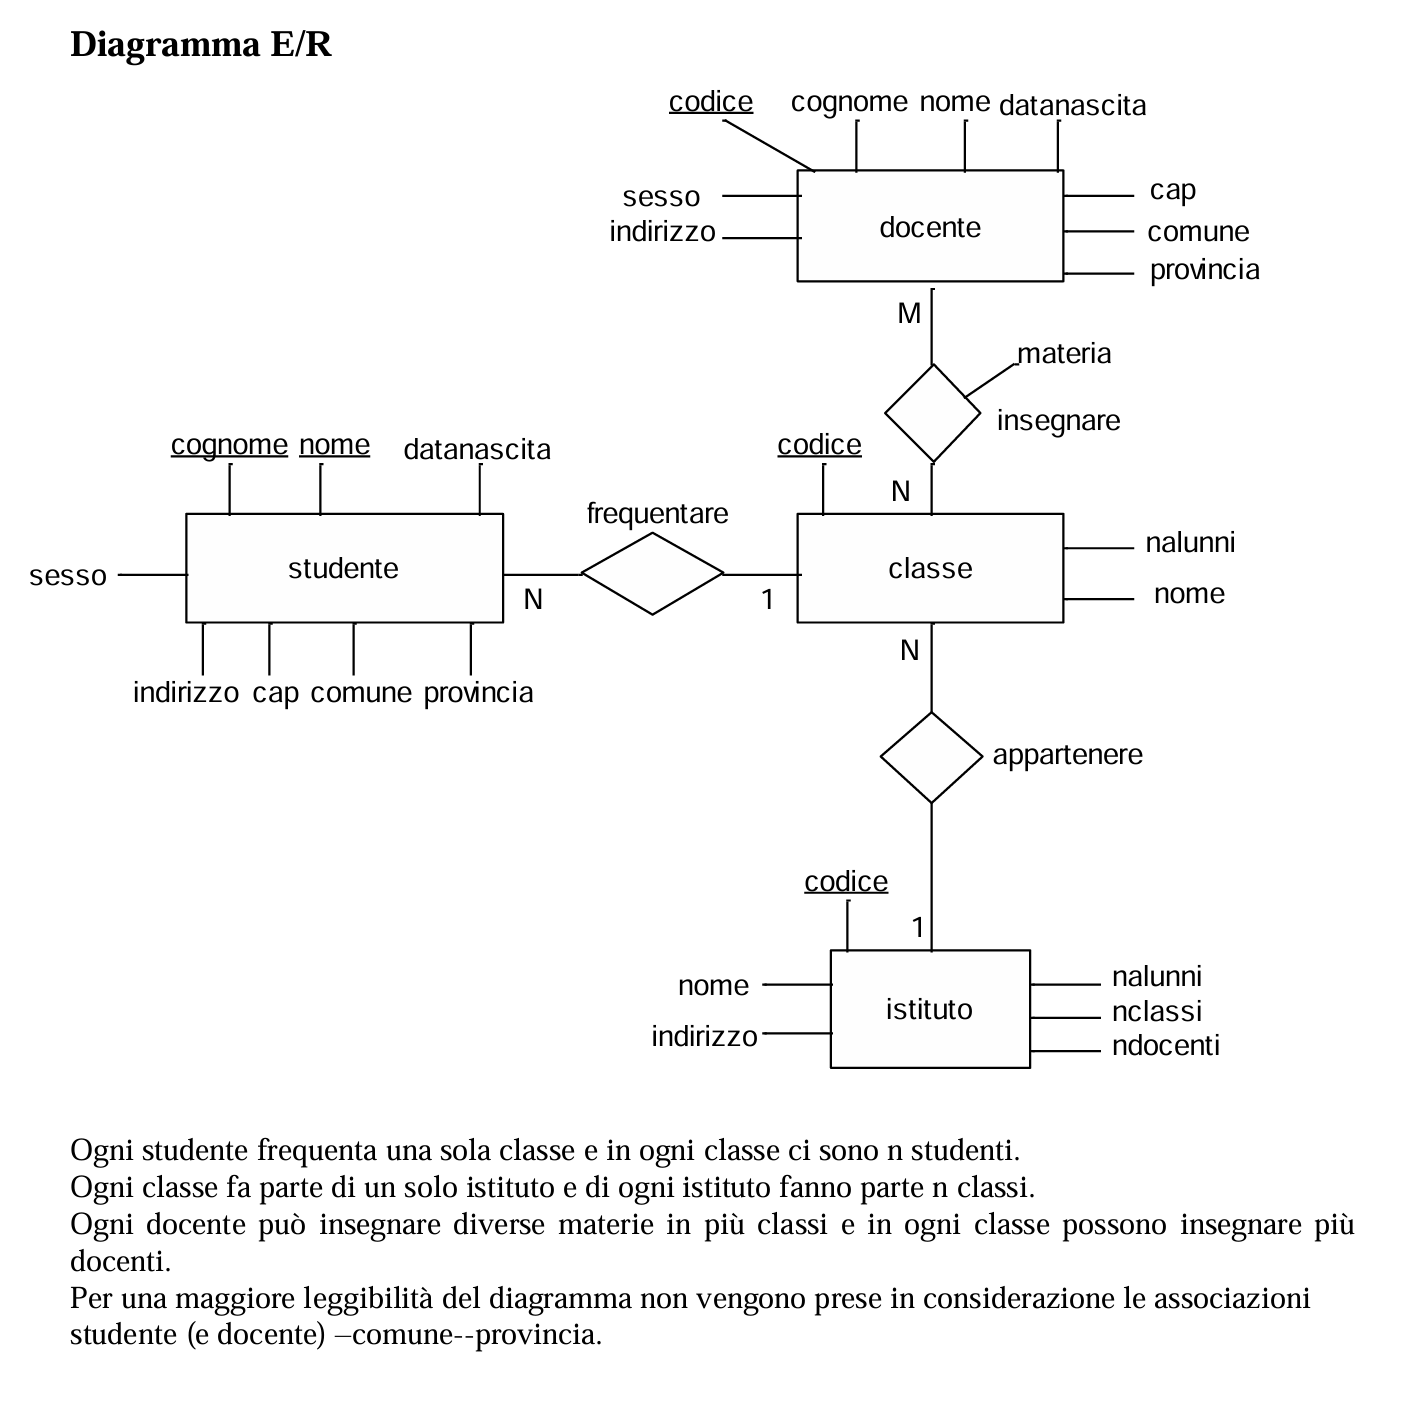 Diagramma E/R
codice cognome nome datanascita
sesso cap
indirizzo docente comune
provincia
M
materia
insegnare
cognome nome datanascita codice
N
frequentare
sesso studente classe nalunni
N 1 nome
N
indirizzo cap comune provincia
appartenere
codice
1
nome nalunni
istituto nclassi
indirizzo ndocenti
Ogni studente frequenta una sola classe e in ogni classe ci sono n studenti.
Ogni classe fa parte di un solo istituto e di ogni istituto fanno parte n classi.
Ogni docente può insegnare diverse materie in più classi e in ogni classe possono insegnare più
docenti.
Per una maggiore leggibilità del diagramma non vengono prese in considerazione le associazioni
studente (e docente) –comune--provincia.